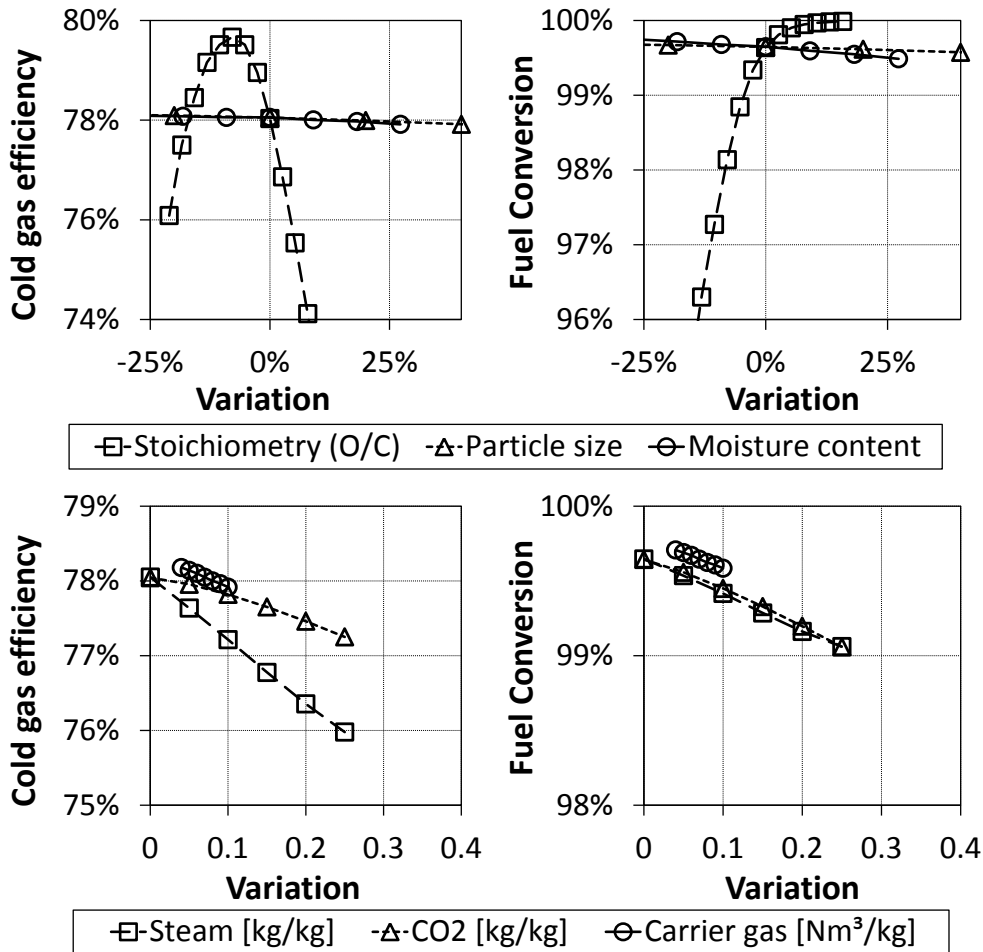 80%
78%
76%
74%
Cold gas efficiency
-25% 0% 25%
Variation
100%
99%
98%
97%
96%
Fuel Conversion
-25% 0% 25%
Variation
Stoichiometry (O/C) Particle size Moisture content
79%
78%
77%
76%
75%
Cold gas efficiency
0 0.1 0.2 0.3 0.4
Variation
100%
99%
98%
Fuel Conversion
0 0.1 0.2 0.3 0.4
Variation
Steam [kg/kg] CO2 [kg/kg] Carrier gas [Nm³/kg]